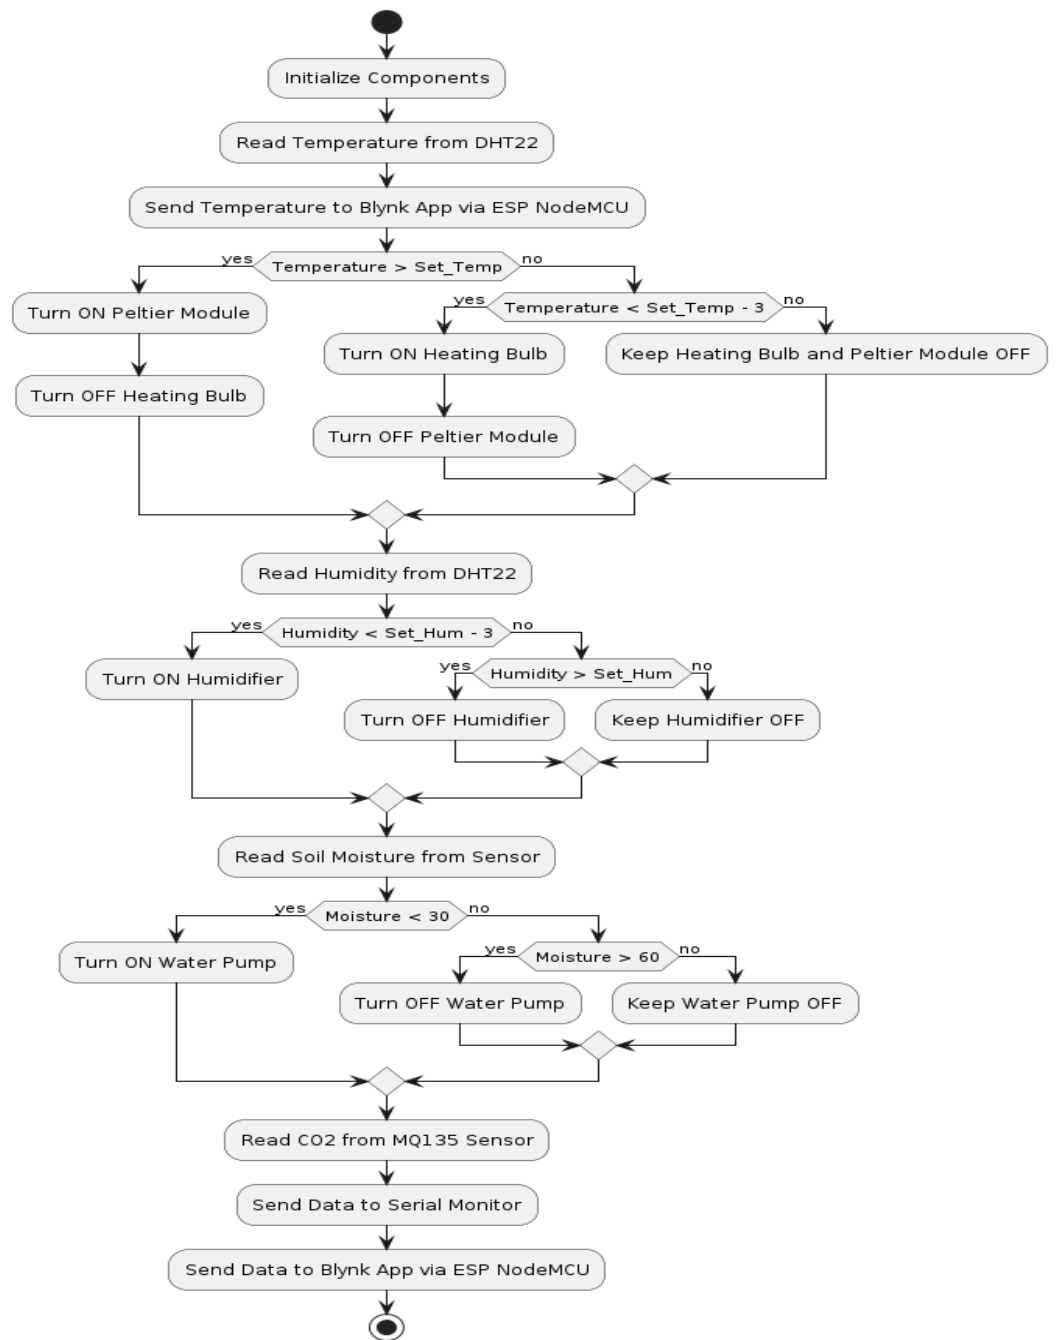 Initialize Components
Read Temperature from DHT22
Send Temperature to Blynk App via ESP NodeMCU
yes
Temperature > Set_Temp
no
Turn ON Peltier Module
Turn OFF Heating Bulb
yes
Temperature < Set_Temp - 3
no
Turn ON Heating Bulb
Turn OFF Peltier Module
Keep Heating Bulb and Peltier Module OFF
Read Humidity from DHT22
yes
Humidity < Set_Hum - 3
no
Turn ON Humidifier
yes
Humidity > Set_Hum
no
Turn OFF Humidifier
Keep Humidifier OFF
Read Soil Moisture from Sensor
yes
Moisture < 30
no
Turn ON Water Pump
yes
Moisture > 60
no
Turn OFF Water Pump
Keep Water Pump OFF
Read CO2 from MQ135 Sensor
Send Data to Serial Monitor
Send Data to Blynk App via ESP NodeMCU